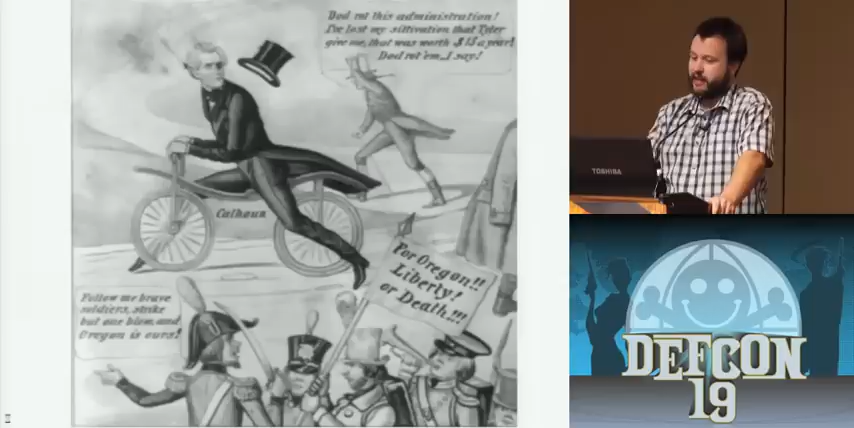 Dod rot this administration!
I've lost my sittivation that Tyler
give me, that was worth $15 a year!
Dod rot 'em, I say!
Calhoun
For Oregon!!
Liberty!
or Death!!!
Follow me brave
soldiers, strike
but one blow, and
Oregon is ours!
TOSHIBA
DEFCON
19